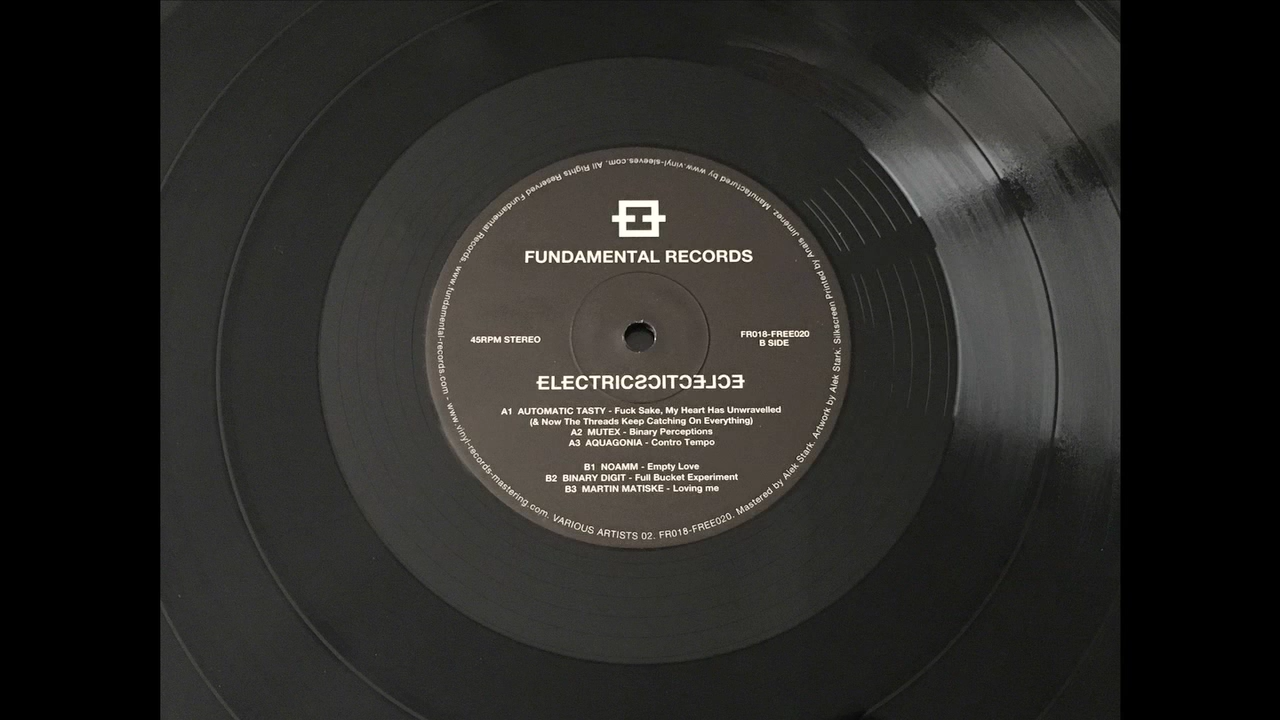 FUNDAMENTAL RECORDS
45RPM STEREO
FR018-FREE020
B SIDE
ELECTRICSCITCELCE
A1 AUTOMATIC TASTY - Fuck Sake, My Heart Has Unwravelled
(& Now The Threads Keep Catching On Everything)
A2 MUTEX - Binary Perceptions
A3 AQUAGONIA - Contro Tempo
B1 NOAMM - Empty Love
B2 BINARY DIGIT - Full Bucket Experiment
B3 MARTIN MATISKE - Loving me
VARIOUS ARTISTS 02. FR018-FREE020. Mastered by Alek Stark. Artwork by Alek Stark. Silkscreen Printed by Anais Jimenez. Manufactured by www.vinyl-sleeves.com. All Rights Reserved Fundamental Records. www.fundamental-records.com - www.vinyl-records-mastering.com.